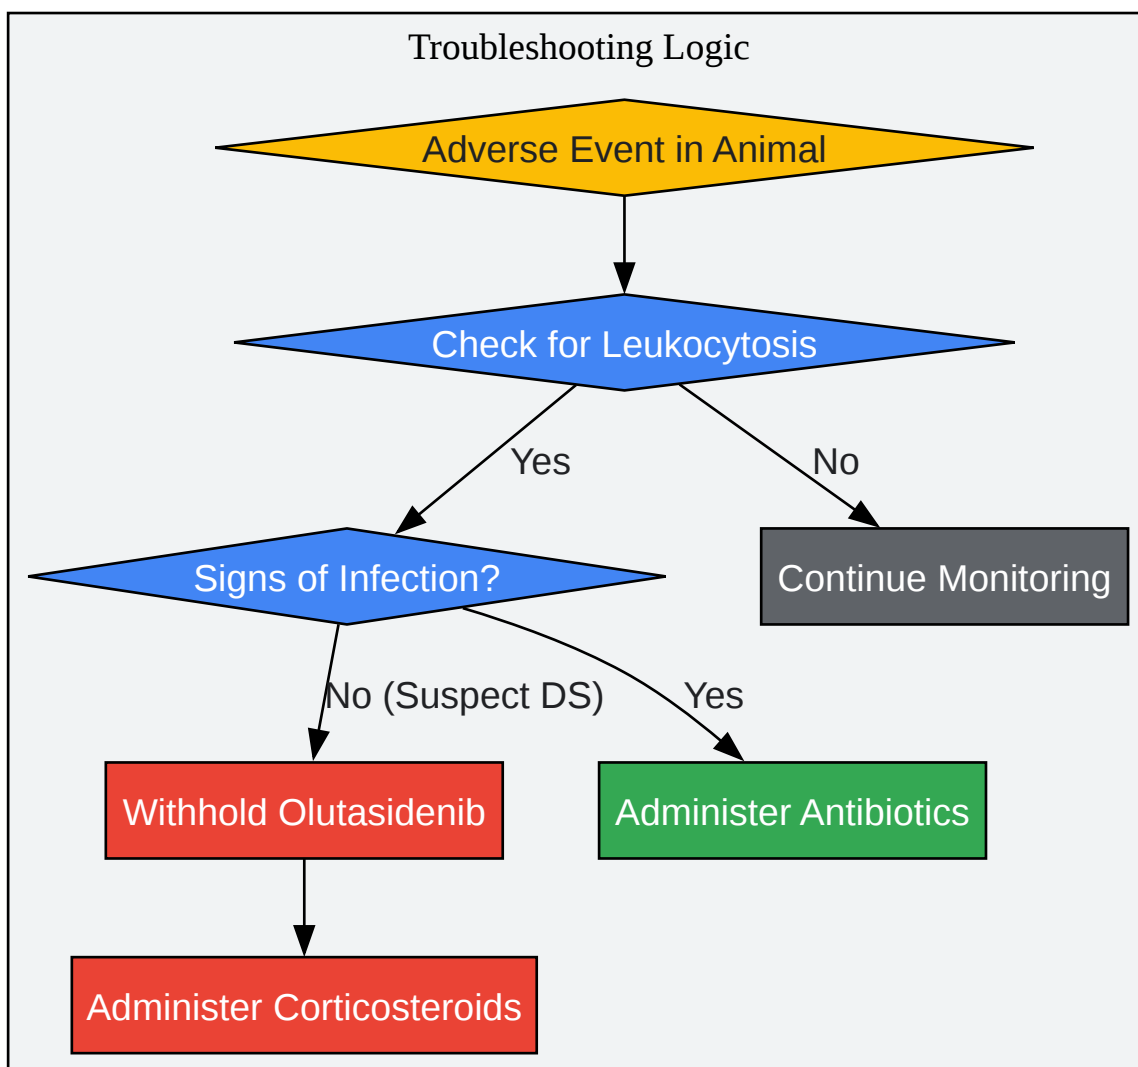 Troubleshooting Logic
Adverse Event in Animal
Check for Leukocytosis
Yes
No
Signs of Infection?
Continue Monitoring
No (Suspect DS)
Yes
Withhold Olutasidenib
Administer Antibiotics
Administer Corticosteroids